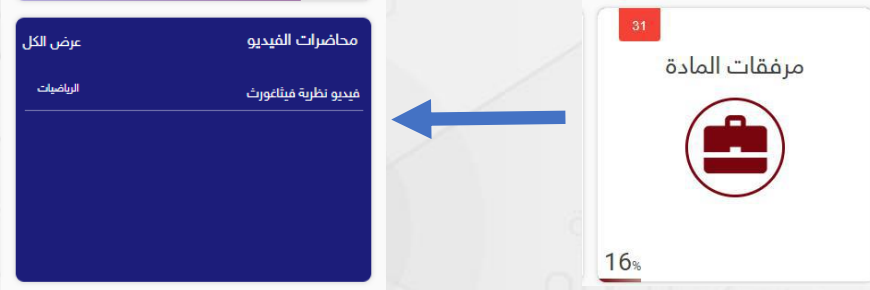 31
مرفقات المادة
16%
محاضرات الفيديو
عرض الكل
فيديو نظرية فيثاغورث
الرياضيات